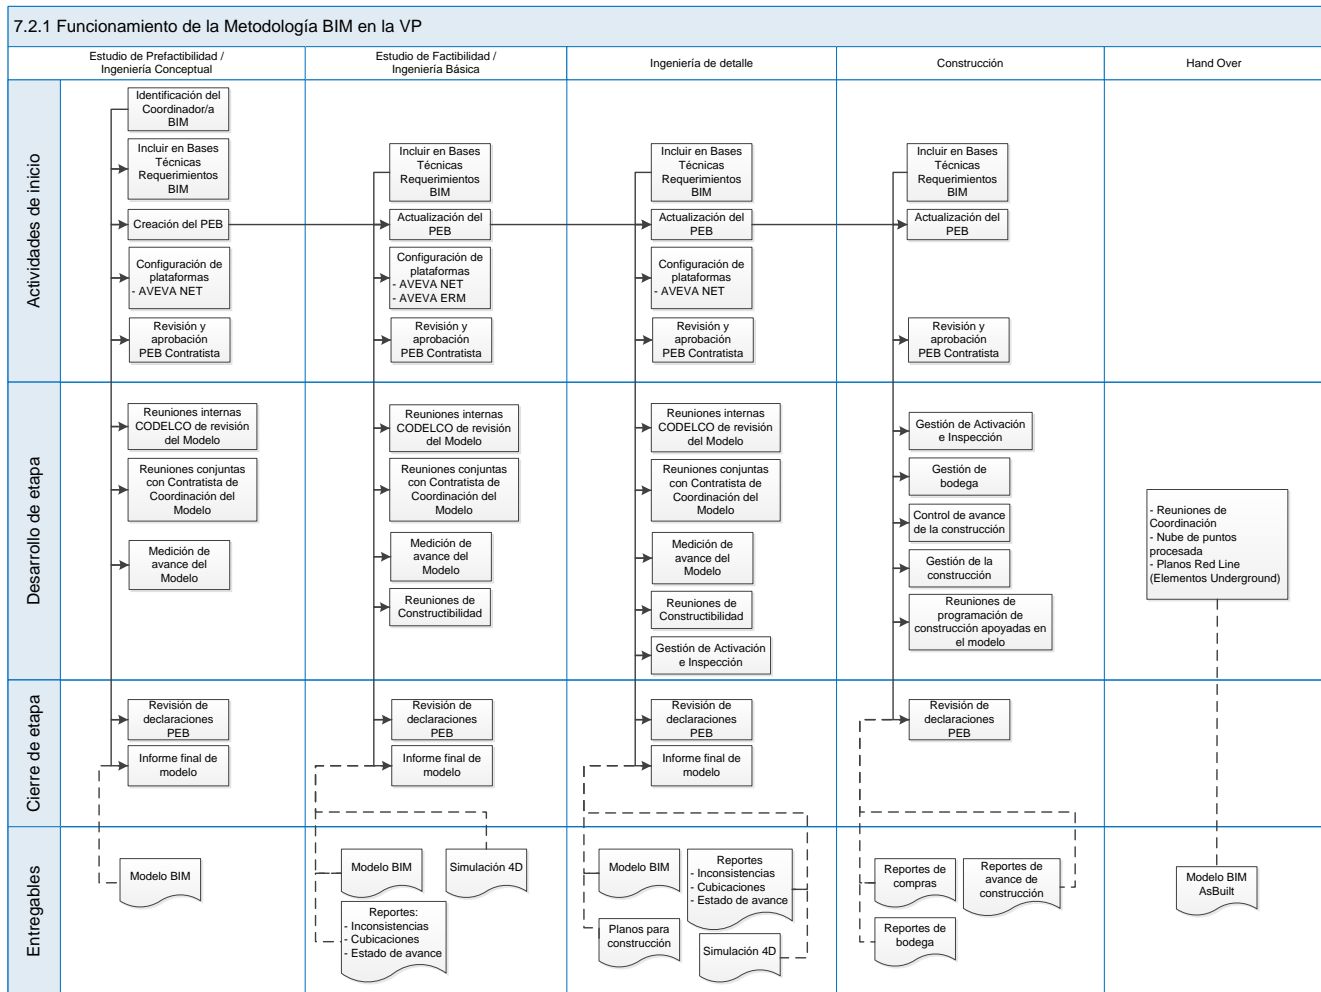 7.2.1 Funcionamiento de la Metodología BIM en la VP
Estudio de Prefactibilidad /
Ingeniería Conceptual
Estudio de Factibilidad /
Ingeniería Básica
Ingeniería de detalle
Construcción
Hand Over
Actividades de inicio
Identificación del
Coordinador/a
BIM
Incluir en Bases
Técnicas
Requerimientos
BIM
Creación del PEB
Configuración de
plataformas
- AVEVA NET
Revisión y
aprobación
PEB Contratista
Incluir en Bases
Técnicas
Requerimientos
BIM
Actualización del
PEB
Configuración de
plataformas
- AVEVA NET
- AVEVA ERM
Revisión y
aprobación
PEB Contratista
Incluir en Bases
Técnicas
Requerimientos
BIM
Actualización del
PEB
Configuración de
plataformas
- AVEVA NET
Revisión y
aprobación
PEB Contratista
Incluir en Bases
Técnicas
Requerimientos
BIM
Actualización del
PEB
Revisión y
aprobación
PEB Contratista
Desarrollo de etapa
Reuniones internas
CODELCO de revisión
del Modelo
Reuniones conjuntas
con Contratista de
Coordinación del
Modelo
Medición de
avance del
Modelo
Reuniones internas
CODELCO de revisión
del Modelo
Reuniones conjuntas
con Contratista de
Coordinación del
Modelo
Medición de
avance del
Modelo
Reuniones de
Constructibilidad
Reuniones internas
CODELCO de revisión
del Modelo
Reuniones conjuntas
con Contratista de
Coordinación del
Modelo
Medición de
avance del
Modelo
Reuniones de
Constructibilidad
Gestión de Activación
e Inspección
Gestión de Activación
e Inspección
Gestión de
bodega
Control de avance
de la construcción
Gestión de la
construcción
Reuniones de
programación de
construcción apoyadas en
el modelo
- Reuniones de
Coordinación
- Nube de puntos
procesada
- Planos Red Line
(Elementos Underground)
Cierre de etapa
Revisión de
declaraciones
PEB
Informe final de
modelo
Revisión de
declaraciones
PEB
Informe final de
modelo
Revisión de
declaraciones
PEB
Informe final de
modelo
Revisión de
declaraciones
PEB
Entregables
Modelo BIM
Modelo BIM
Simulación 4D
Reportes:
- Inconsistencias
- Cubicaciones
- Estado de avance
Modelo BIM
Reportes
- Inconsistencias
- Cubicaciones
- Estado de avance
Planos para
construcción
Simulación 4D
Reportes de
compras
Reportes de
avance de
construcción
Reportes de
bodega
Modelo BIM
AsBuilt